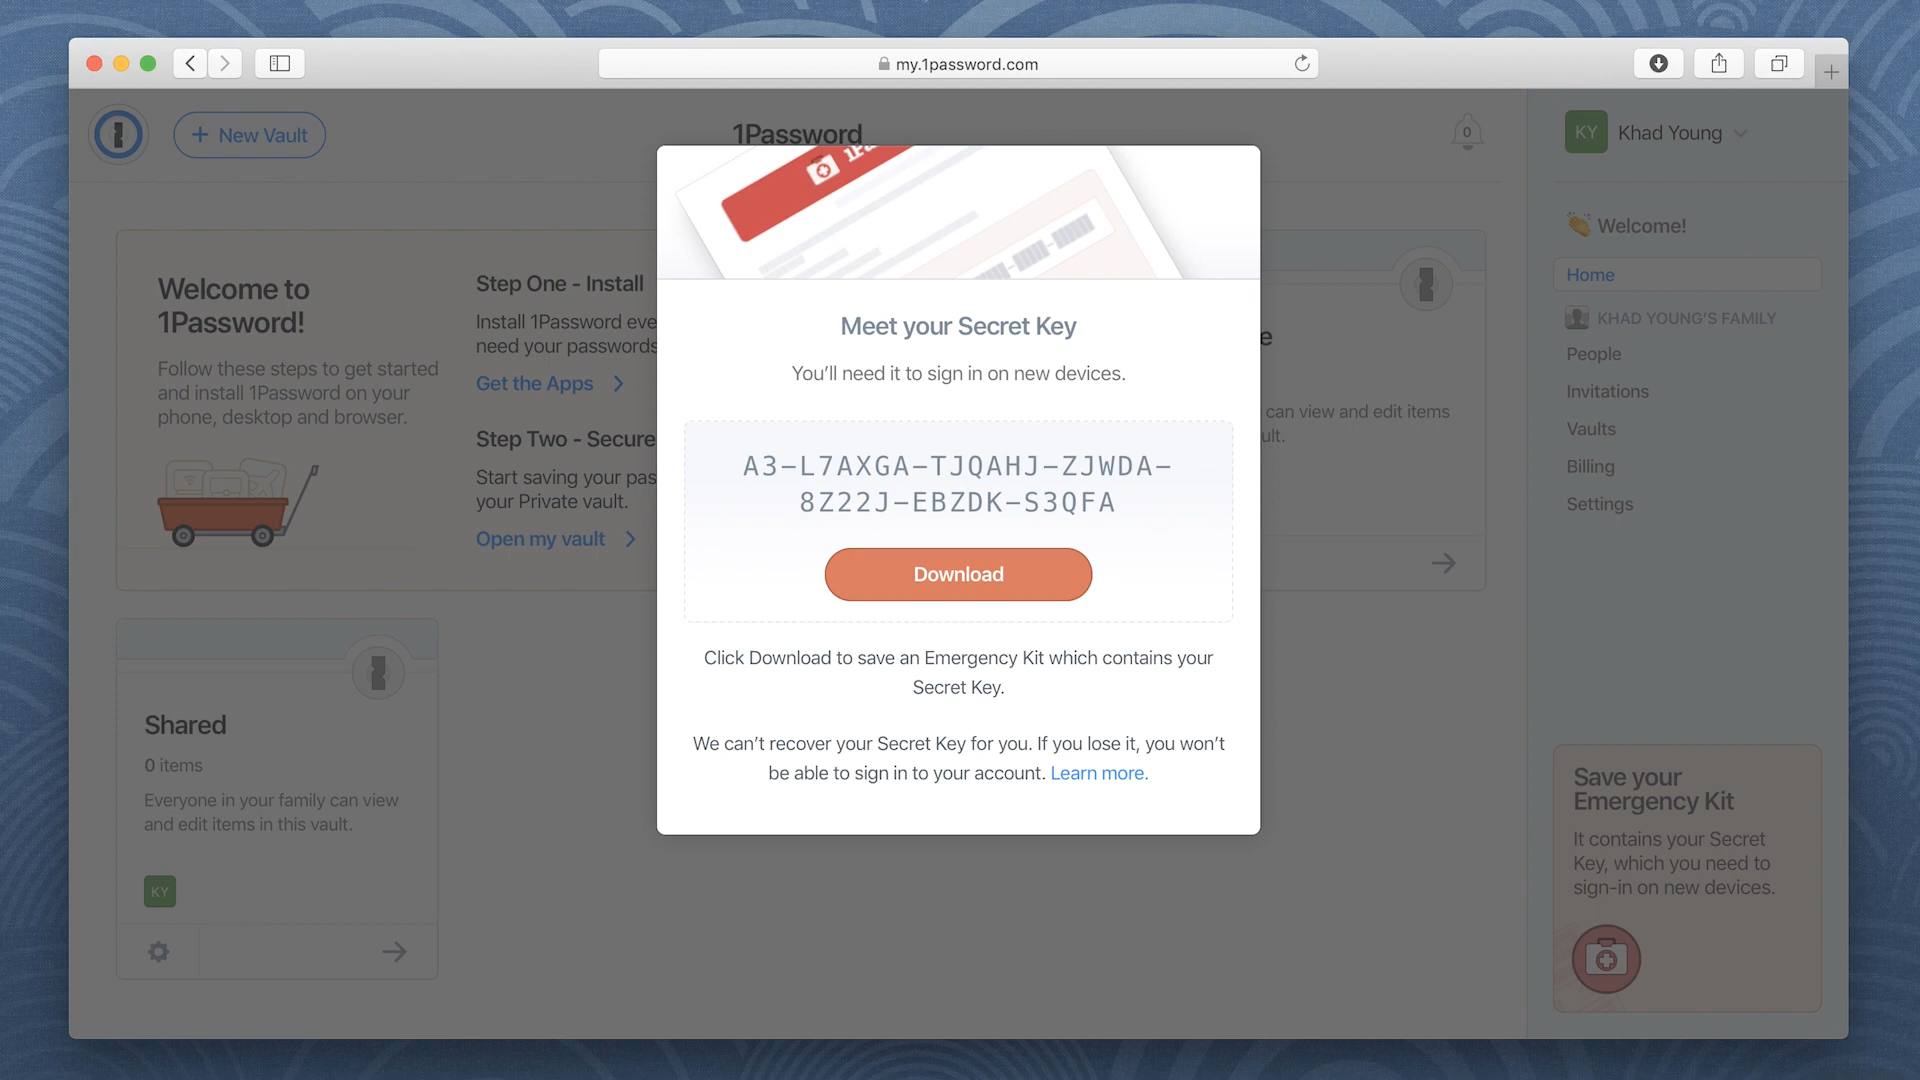 my.1password.com
New Vault
1Password
0
KY
Khad Young
Welcome to
1Password!
Follow these steps to get started
and install 1Password on your
phone, desktop and browser.
Step One - Install
Install 1Password eve
need your passwords
Get the Apps
Step Two - Secure
Start saving your pas
your Private vault.
Open my vault
1Pa
Meet your Secret Key
You’ll need it to sign in on new devices.
A3-L7AXGA-TJQAHJ-ZJWDA-
8Z22J-EBZDK-S3QFA
Download
Click Download to save an Emergency Kit which contains your
Secret Key.
We can’t recover your Secret Key for you. If you lose it, you won’t
be able to sign in to your account. Learn more.
e
can view and edit items
ult.
Shared
0 items
Everyone in your family can view
and edit items in this vault.
KY
Welcome!
Home
KHAD YOUNG’S FAMILY
People
Invitations
Vaults
Billing
Settings
Save your
Emergency Kit
It contains your Secret
Key, which you need to
sign-in on new devices.